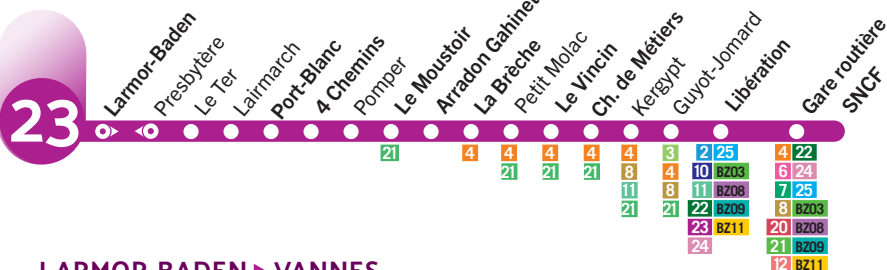 23
Larmor-Baden
Presbytère
Le Ter
Lairmarch
Port-Blanc
4 Chemins
Pomper
Le Moustoir
Arradon Gahinet
La Brèche
Petit Molac
Le Vincin
Ch. de Métiers
Kergypt
Guyot-Jomard
Libération
Gare routière
SNCF
21 4 4 4 4 4 3 2 25 4 22
21 21 21 8 4 10 BZ03 6 24
11 8 11 BZ08 7 25
21 21 22 BZ09 8 BZ03
23 BZ11 20 BZ08
24 21 BZ09
12 BZ11
LARMOR-BADEN ▸ VANNES